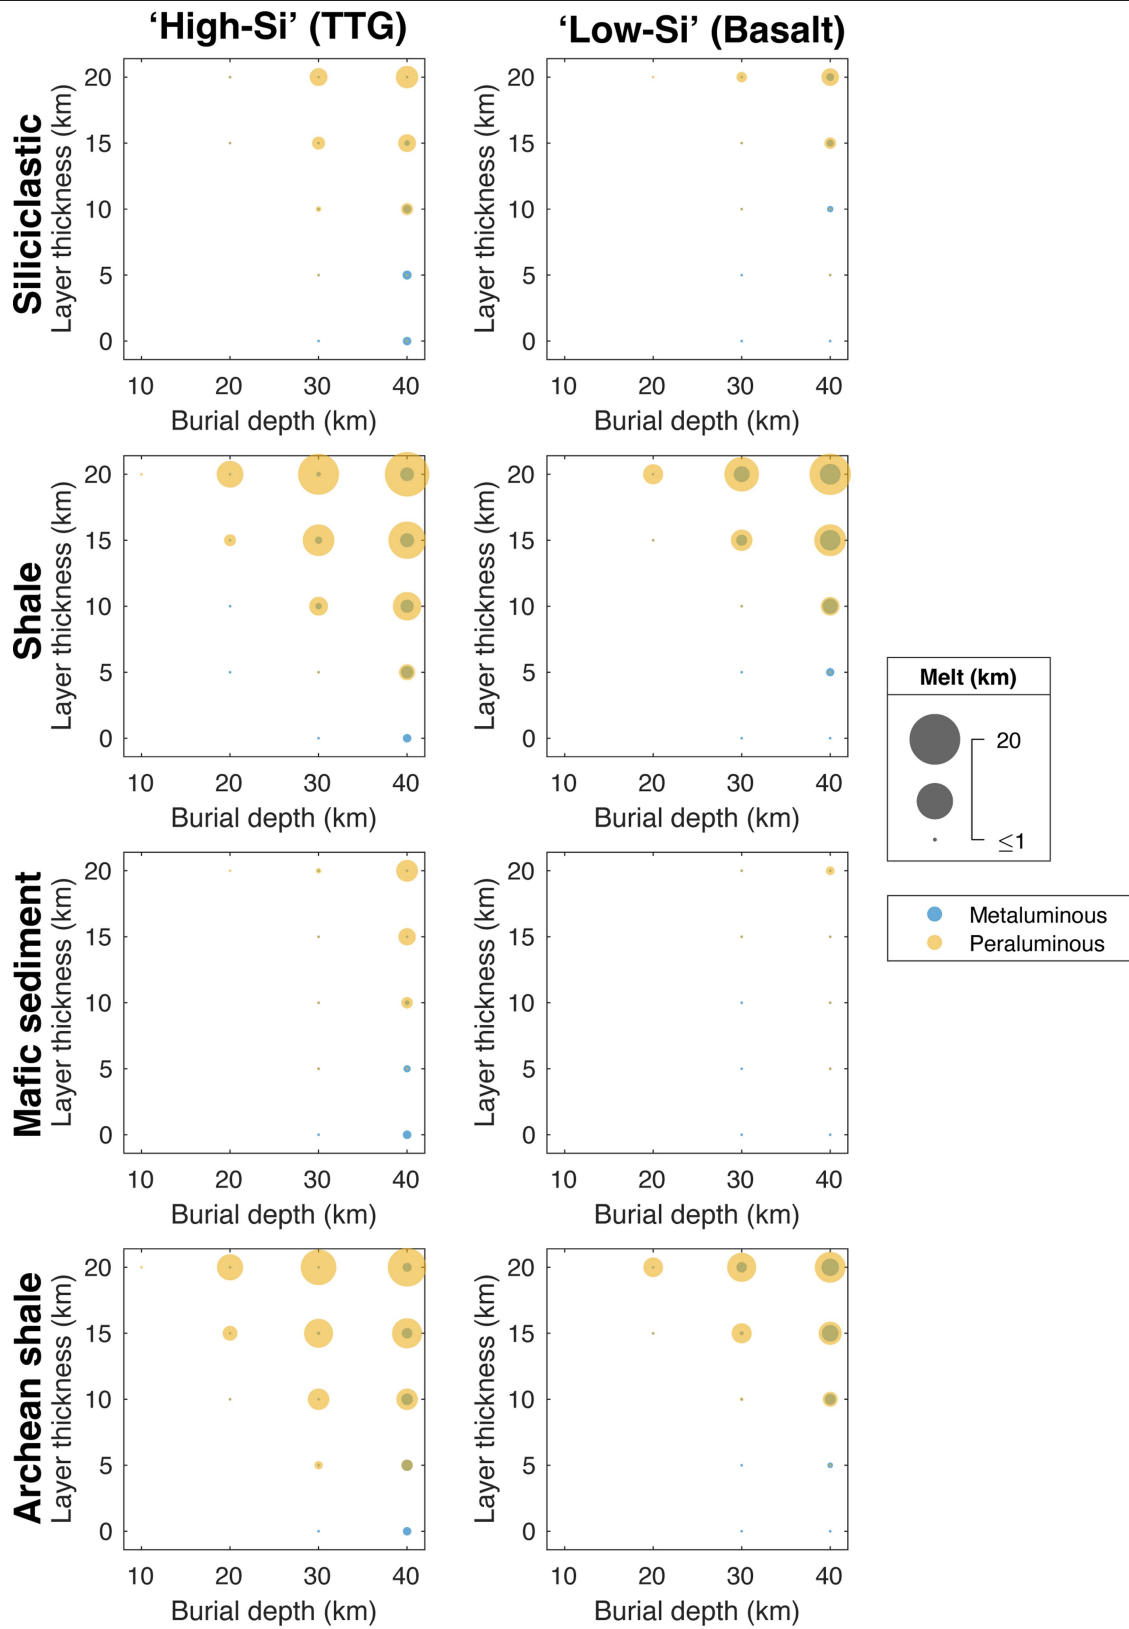 ‘High-Si’ (TTG)
‘Low-Si’ (Basalt)
Siliciclastic
Layer thickness (km)
20
15
10
5
0
10 20 30 40
Burial depth (km)
Layer thickness (km)
20
15
10
5
0
10 20 30 40
Burial depth (km)
Shale
Layer thickness (km)
20
15
10
5
0
10 20 30 40
Burial depth (km)
Layer thickness (km)
20
15
10
5
0
10 20 30 40
Burial depth (km)
Melt (km)
20
≤1
Metaluminous
Peraluminous
Mafic sediment
Layer thickness (km)
20
15
10
5
0
10 20 30 40
Burial depth (km)
Layer thickness (km)
20
15
10
5
0
10 20 30 40
Burial depth (km)
Archean shale
Layer thickness (km)
20
15
10
5
0
10 20 30 40
Burial depth (km)
Layer thickness (km)
20
15
10
5
0
10 20 30 40
Burial depth (km)